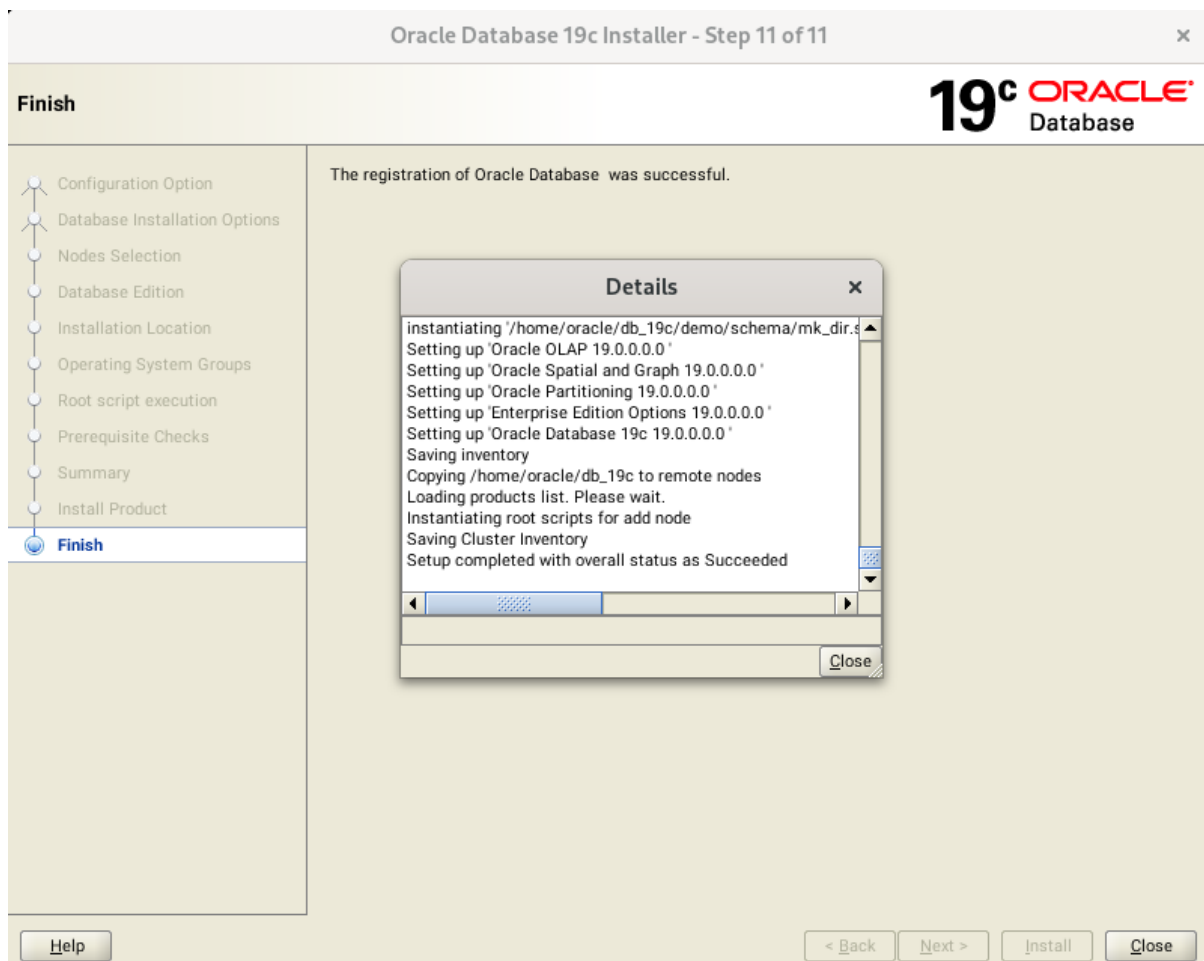 Oracle Database 19c Installer - Step 11 of 11
Finish
19c ORACLE
Database
Configuration Option
Database Installation Options
Nodes Selection
Database Edition
Installation Location
Operating System Groups
Root script execution
Prerequisite Checks
Summary
Install Product
Finish
The registration of Oracle Database was successful.
Details
instantiating '/home/oracle/db_19c/demo/schema/mk_dir.s
Setting up 'Oracle OLAP 19.0.0.0.0 '
Setting up 'Oracle Spatial and Graph 19.0.0.0.0 '
Setting up 'Oracle Partitioning 19.0.0.0.0 '
Setting up 'Enterprise Edition Options 19.0.0.0.0 '
Setting up 'Oracle Database 19c 19.0.0.0.0 '
Saving inventory
Copying /home/oracle/db_19c to remote nodes
Loading products list. Please wait.
Instantiating root scripts for add node
Saving Cluster Inventory
Setup completed with overall status as Succeeded
Close
Help
< Back
Next >
Install
Close